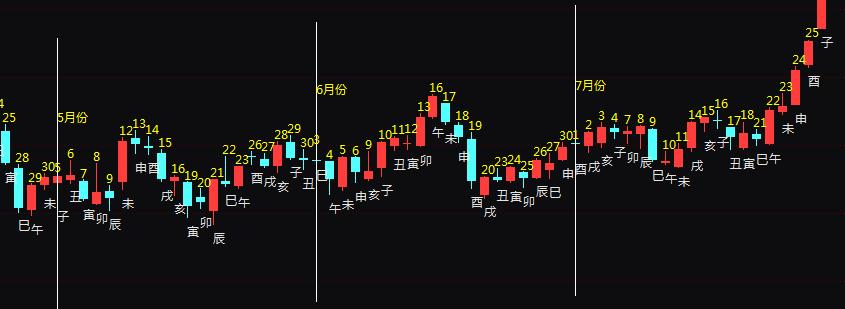 4
25
寅
28
巳
29
午
30
未
5月份
5
子
6
丑
7
寅
8
卯
9
辰
12
未
13
申
14
酉
15
戌
16
亥
19
寅
20
卯
21
辰
22
巳
23
午
26
酉
27
戌
28
亥
29
子
30
丑
6月份
3
巳
4
午
5
未
6
申
9
亥
10
子
11
丑
12
寅
13
卯
16
午
17
未
18
申
19
酉
20
戌
23
丑
24
寅
25
卯
26
辰
27
巳
30
申
7月份
1
酉
2
戌
3
亥
4
子
7
卯
8
辰
9
巳
10
午
11
未
14
戌
15
亥
16
子
17
丑
18
寅
21
巳
22
午
23
未
24
申
25
酉
子